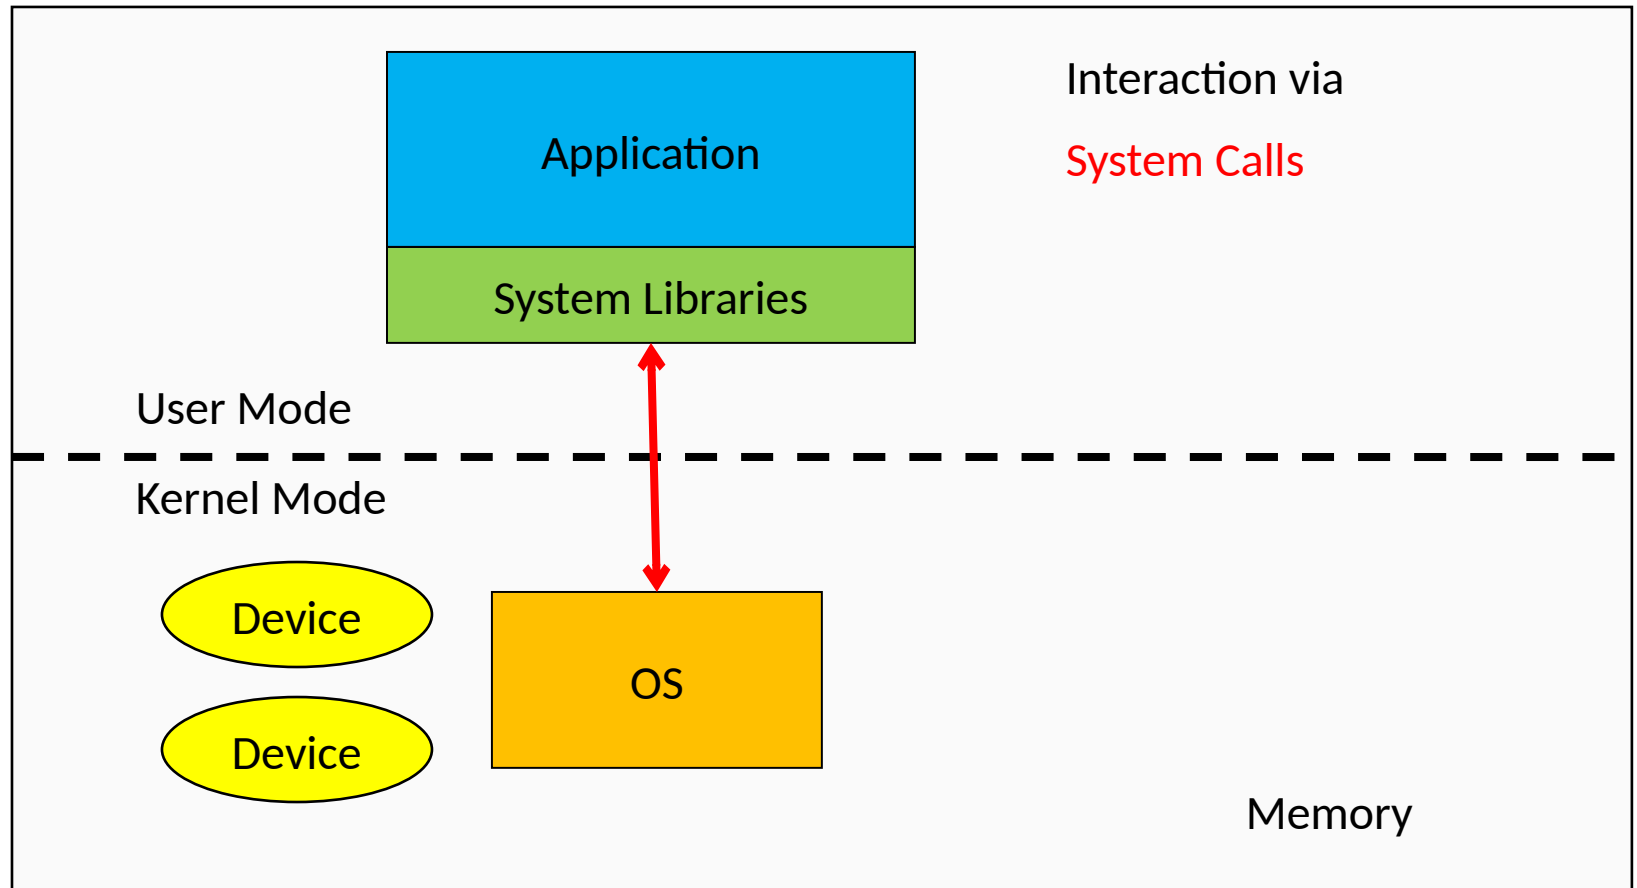 Application
Interaction via
System Calls
System Libraries
User Mode
Kernel Mode
Device
OS
Device
Memory